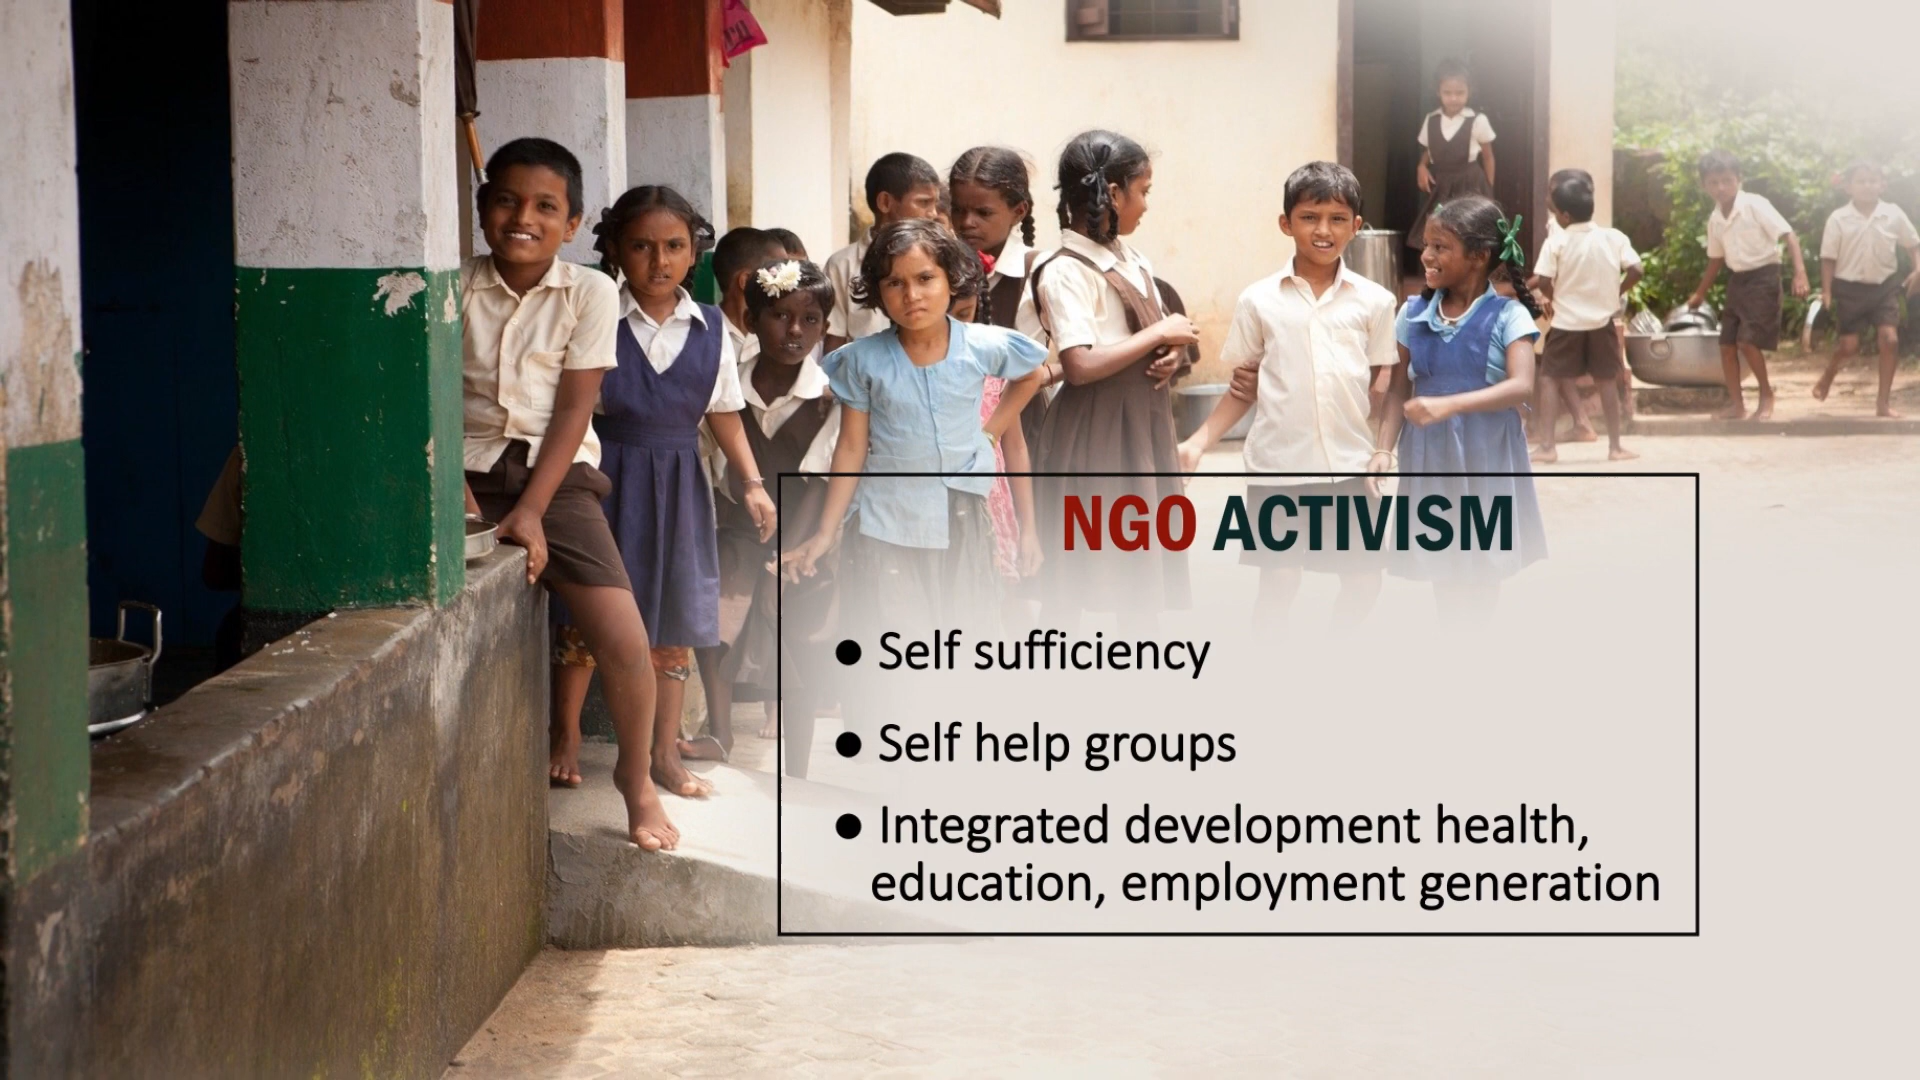 NGO ACTIVISM
● Self sufficiency
● Self help groups
● Integrated development health,
education, employment generation